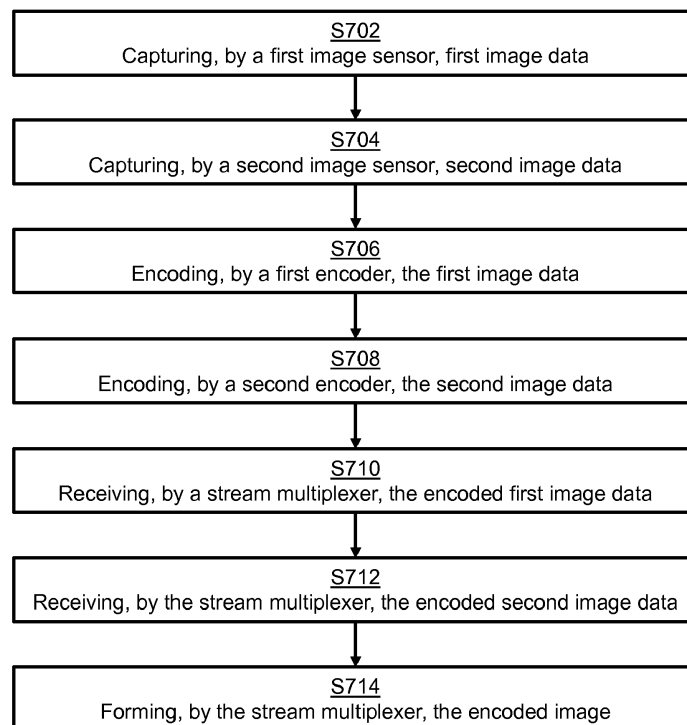 S702
Capturing, by a first image sensor, first image data
S704
Capturing, by a second image sensor, second image data
S706
Encoding, by a first encoder, the first image data
S708
Encoding, by a second encoder, the second image data
S710
Receiving, by a stream multiplexer, the encoded first image data
S712
Receiving, by the stream multiplexer, the encoded second image data
S714
Forming, by the stream multiplexer, the encoded image